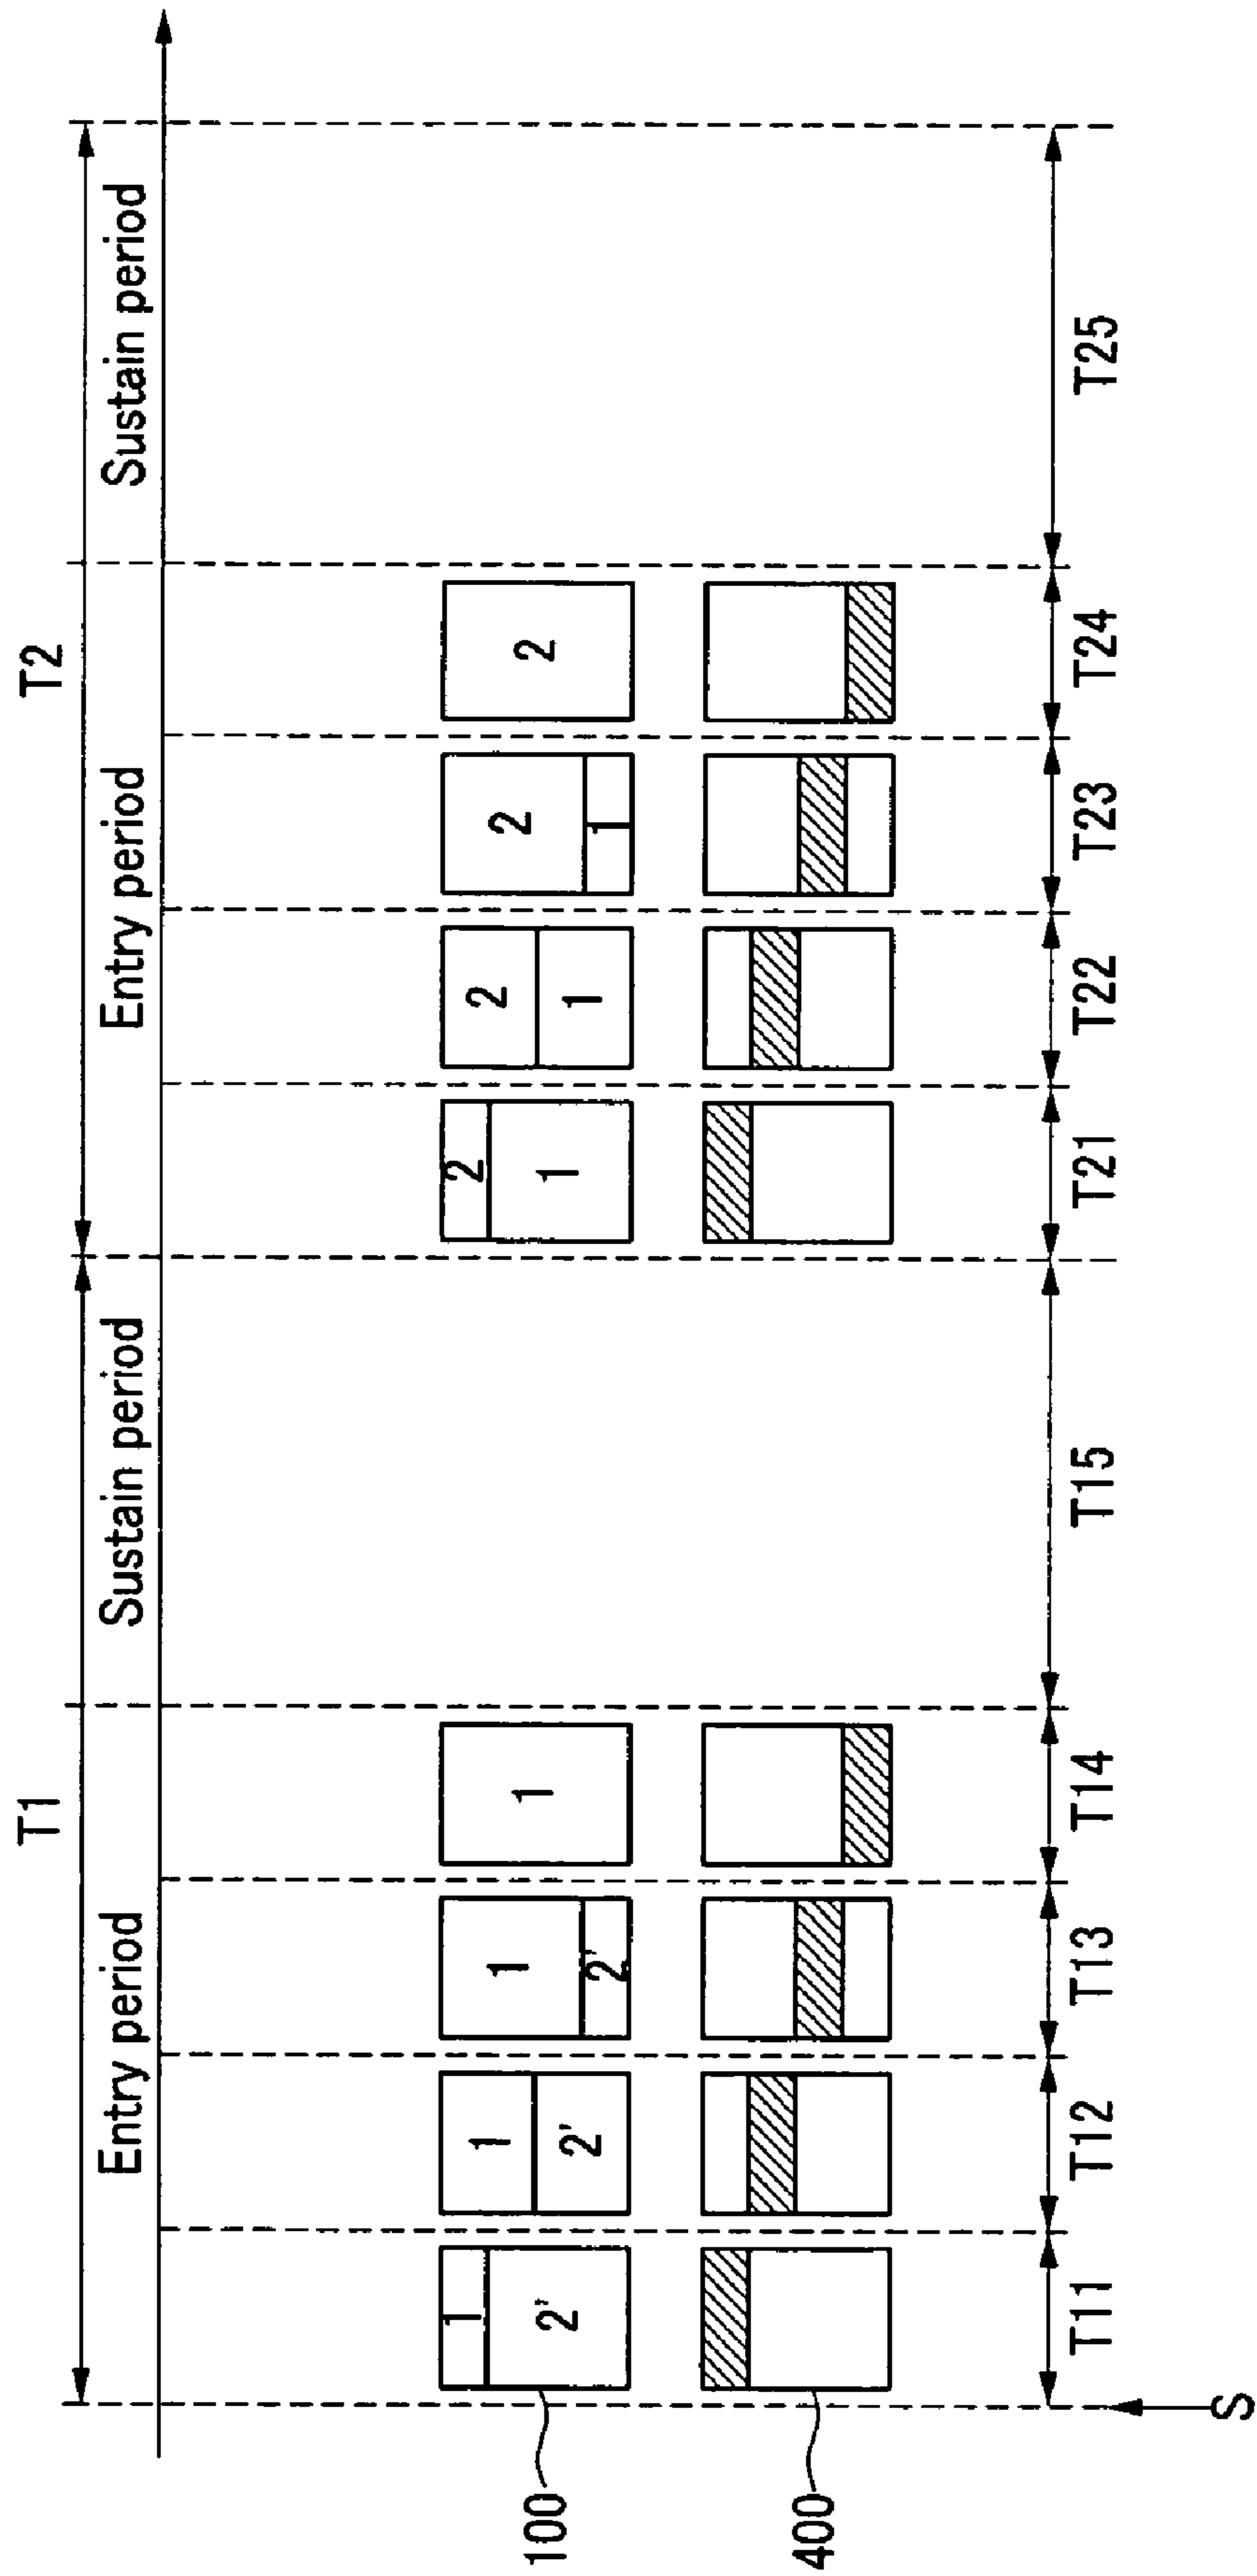 T1 T2
Entry period Sustain period Entry period Sustain period
1 1 1 1 2 2 2 2
100 2' 2' 2' 1 1 1
400
T11 T12 T13 T14 T15 T21 T22 T23 T24 T25
S